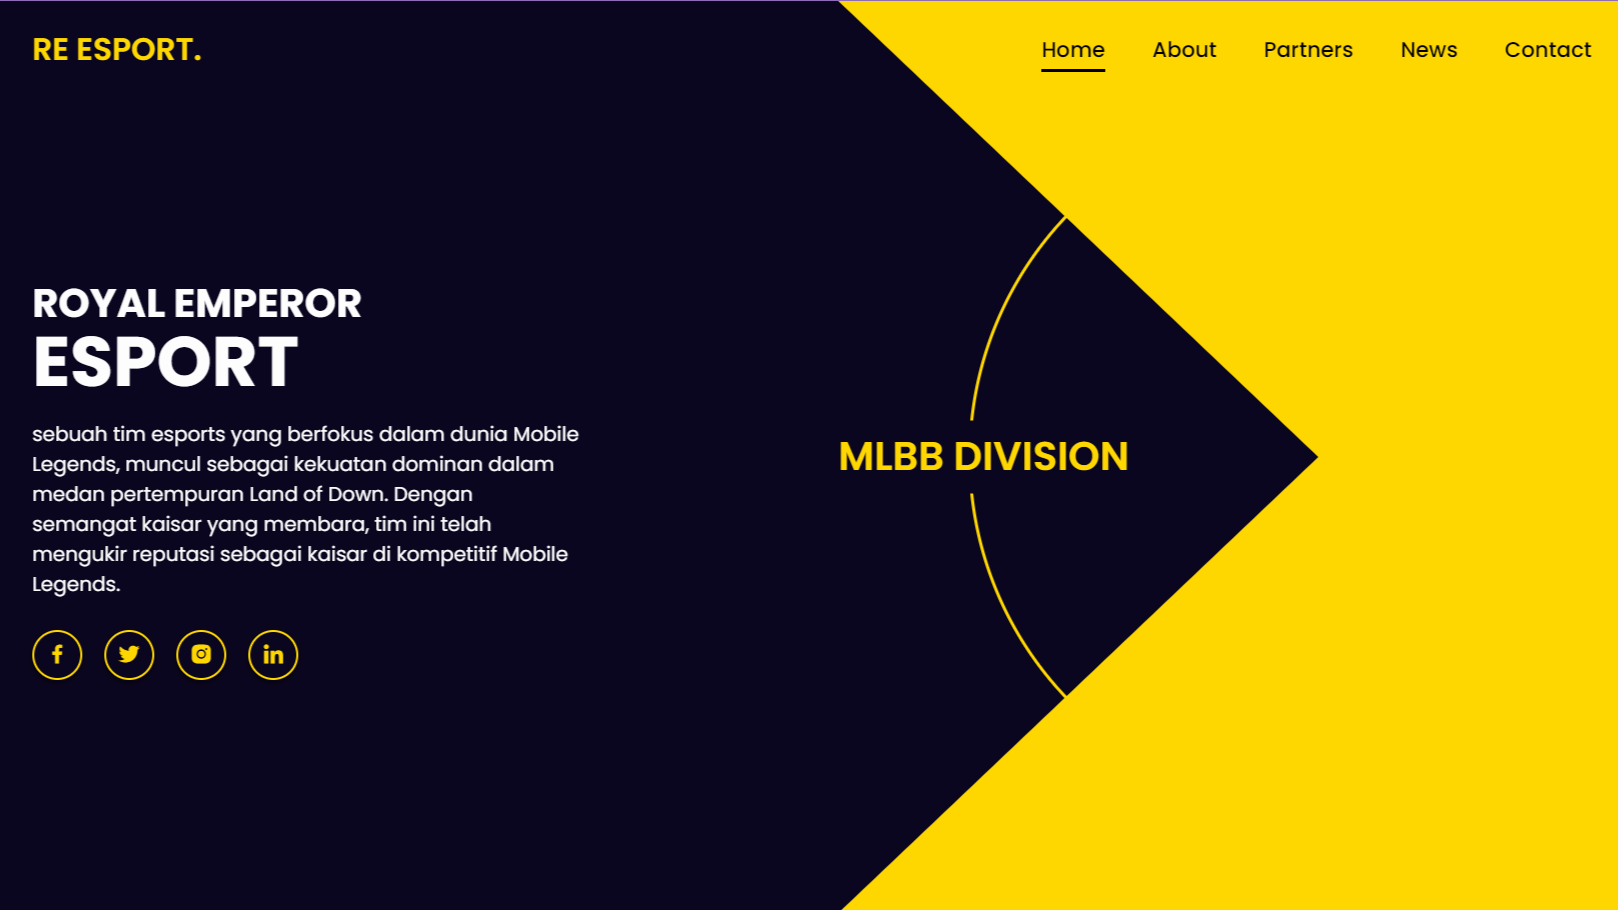 RE ESPORT.
Home About Partners News Contact
ROYAL EMPEROR
ESPORT
sebuah tim esports yang berfokus dalam dunia Mobile
Legends, muncul sebagai kekuatan dominan dalam
medan pertempuran Land of Down. Dengan
semangat kaisar yang membara, tim ini telah
mengukir reputasi sebagai kaisar di kompetitif Mobile
Legends.
MLBB DIVISION